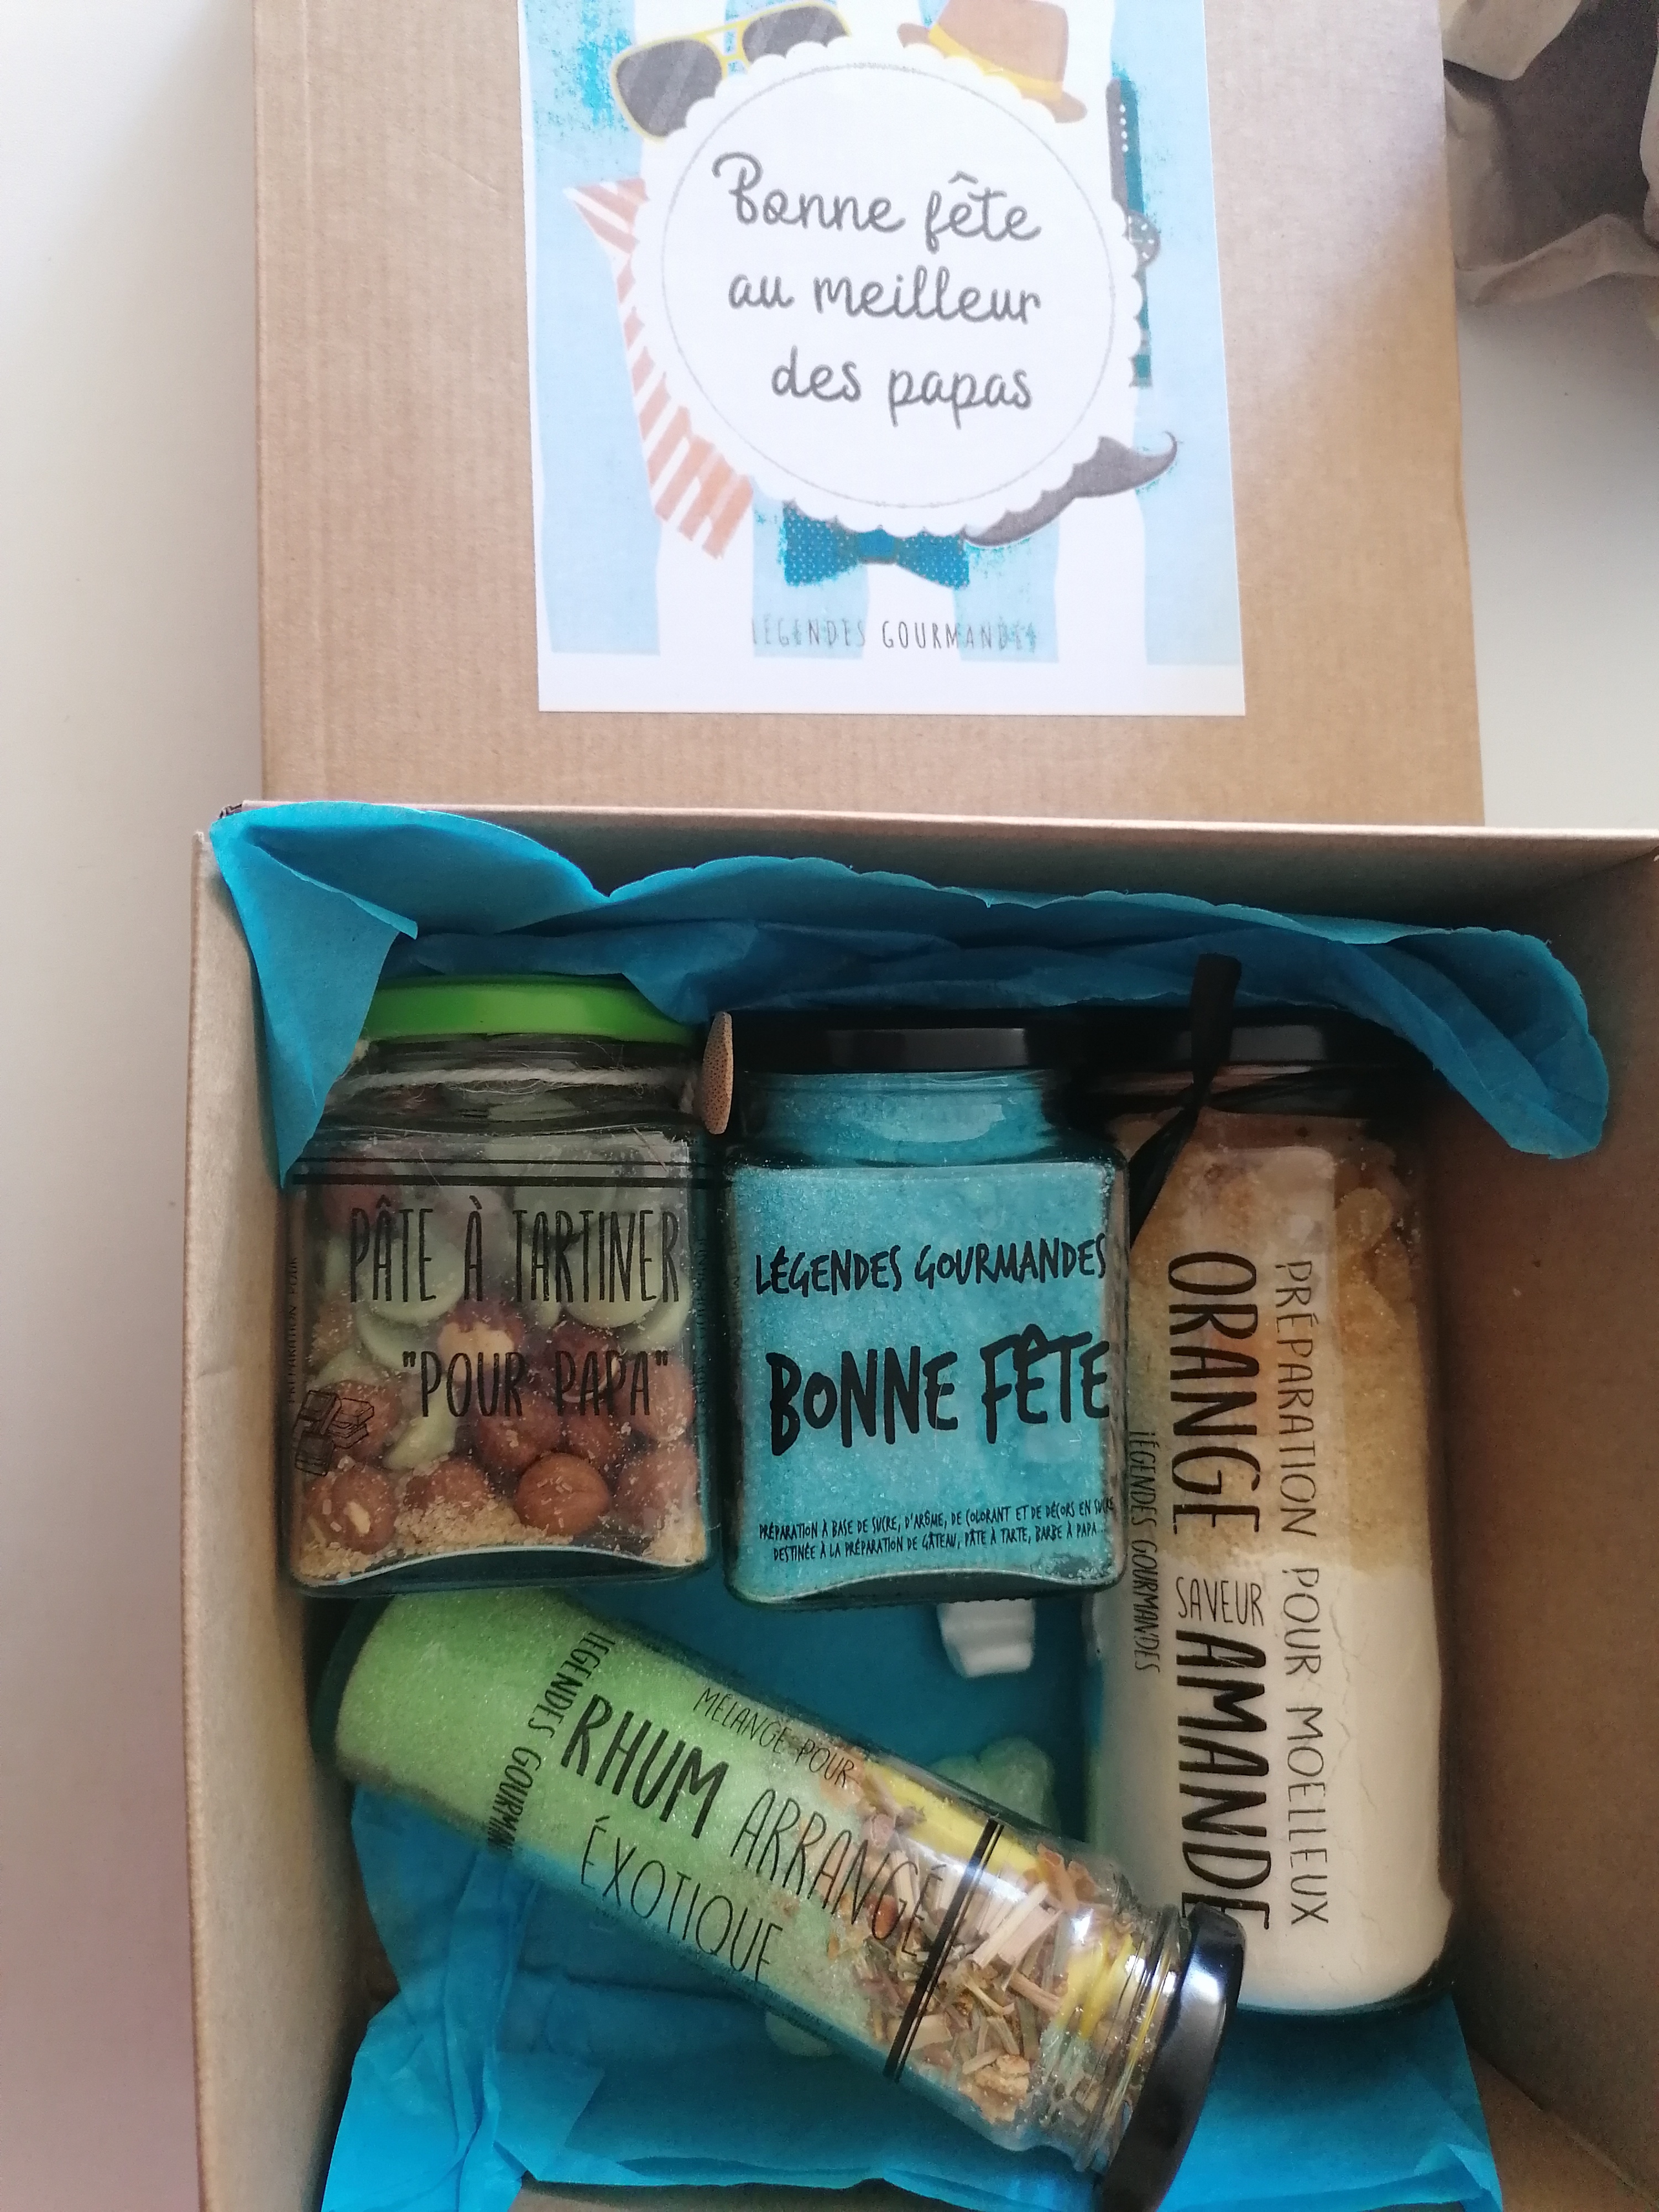 Bonne fête
au meilleur
des papas
LÉGENDES GOURMANDES
PRÉPARATION POUR
PÂTE À TARTINER
"POUR PAPA"
LÉGENDES GOURMANDES
BONNE FÊTE
PRÉPARATION À BASE DE SUCRE, D'ARÔME, DE COLORANT ET DE DÉCORS EN SUCRE
DESTINÉE À LA PRÉPARATION DE GÂTEAU, PÂTE À TARTE, BARBE À PAPA...
PRÉPARATION POUR MOELLEUX
ORANGE SAVEUR AMANDE
LÉGENDES GOURMANDES
MÉLANGE POUR
RHUM ARRANGÉ
ÉXOTIQUE
LÉGENDES GOURMAN